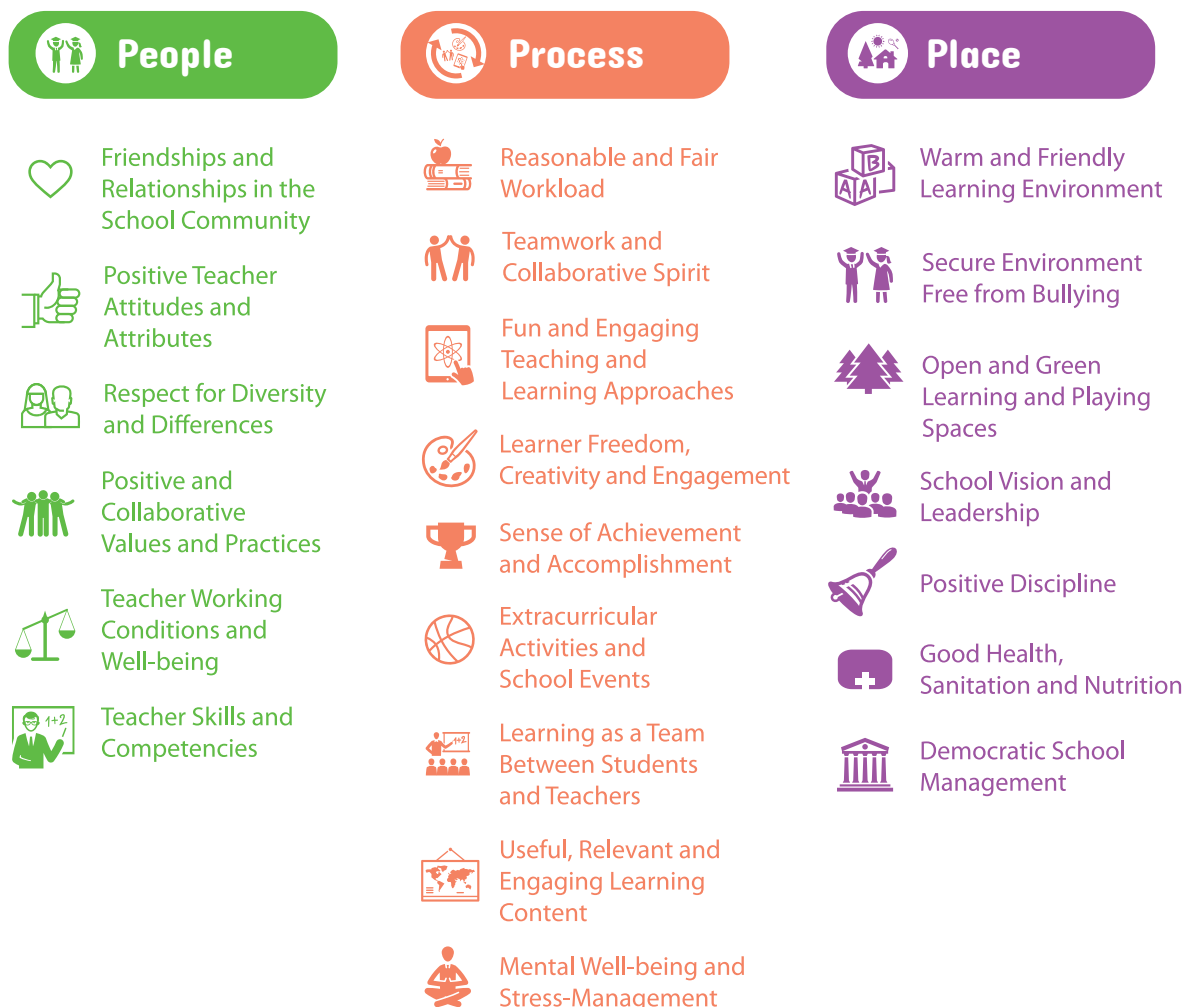 People
Friendships and
Relationships in the
School Community
Positive Teacher
Attitudes and
Attributes
Respect for Diversity
and Differences
Positive and
Collaborative
Values and Practices
Teacher Working
Conditions and
Well-being
1+2
Teacher Skills and
Competencies
Process
Reasonable and Fair
Workload
Teamwork and
Collaborative Spirit
Fun and Engaging
Teaching and
Learning Approaches
Learner Freedom,
Creativity and Engagement
Sense of Achievement
and Accomplishment
Extracurricular
Activities and
School Events
1+2
Learning as a Team
Between Students
and Teachers
Useful, Relevant and
Engaging Learning
Content
Mental Well-being and
Stress-Management
Place
B
A A
Warm and Friendly
Learning Environment
Secure Environment
Free from Bullying
Open and Green
Learning and Playing
Spaces
School Vision and
Leadership
Positive Discipline
Good Health,
Sanitation and Nutrition
Democratic School
Management